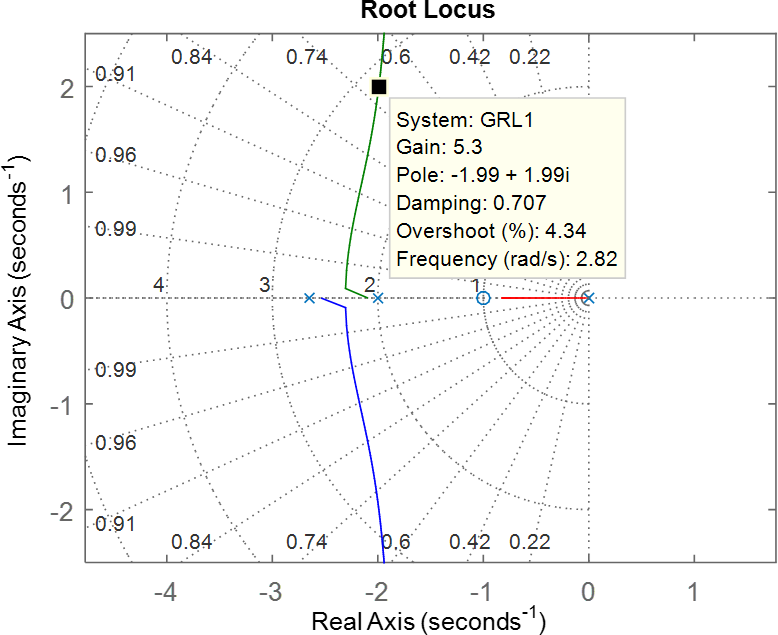 Root Locus
0.84 0.74 0.6 0.42 0.22
0.91
2
System: GRL1
Gain: 5.3
Pole: -1.99 + 1.99i
Damping: 0.707
Overshoot (%): 4.34
Frequency (rad/s): 2.82
0.96
1
0.99
4 3 2 1
0
0.99
-1
0.96
-2
0.91
0.84 0.74 0.6 0.42 0.22
-4 -3 -2 -1 0 1
Imaginary Axis (seconds-1)
Real Axis (seconds-1)